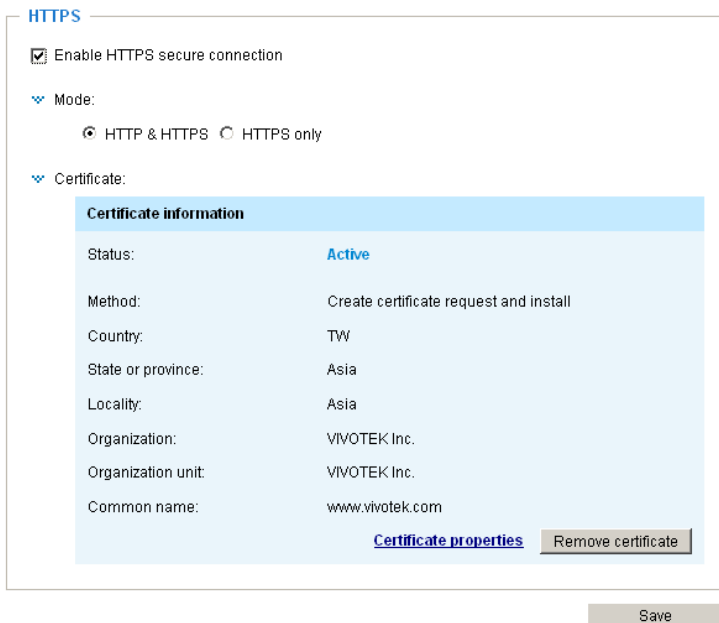 HTTPS
Enable HTTPS secure connection
Mode:
HTTP & HTTPS HTTPS only
Certificate:
Certificate information
Status: Active
Method: Create certificate request and install
Country: TW
State or province: Asia
Locality: Asia
Organization: VIVOTEK Inc.
Organization unit: VIVOTEK Inc.
Common name: www.vivotek.com
Certificate properties Remove certificate
Save